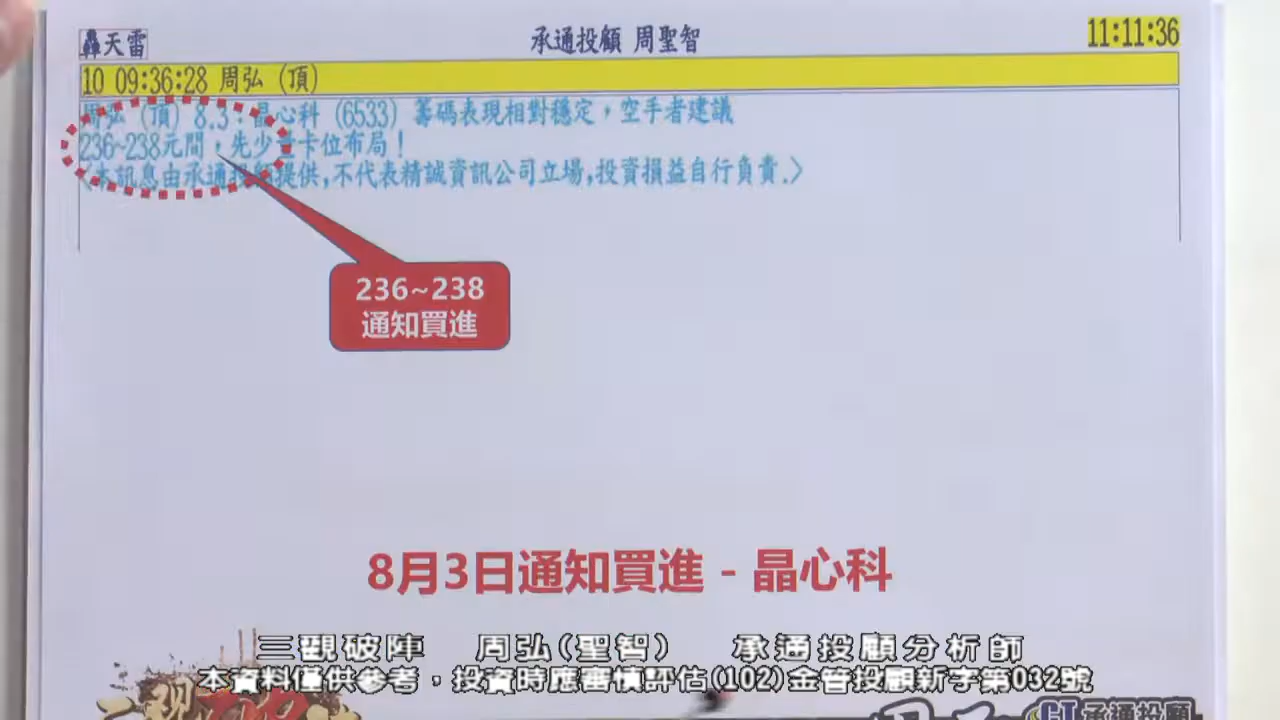 轟天雷
承通投顧 周聖智
11:11:36
10 09:36:28 周弘 (頂)
周弘 (頂) 8.3:晶心科 (6533) 籌碼表現相對穩定,空手者建議
236~238元間,先少量卡位布局!
<本訊息由承通投顧提供,不代表精誠資訊公司立場,投資損益自行負責.>
236~238
通知買進
8月3日通知買進 - 晶心科
三觀破陣 周弘(聖智) 承通投顧分析師
本資料僅供參考,投資時應審慎評估(102)金管投顧新字第032號
承通投顧